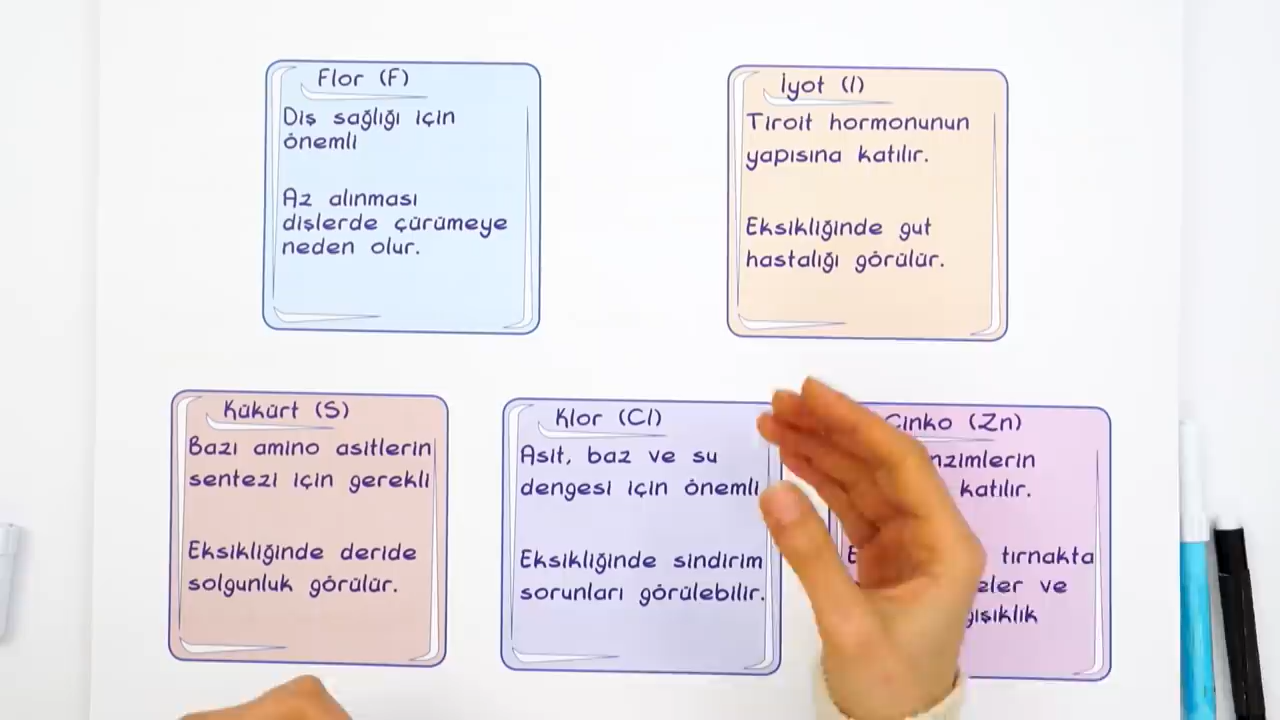 Flor (F)
Diş sağlığı için
önemli
Az alınması
dişlerde çürümeye
neden olur.
İyot (I)
Tiroit hormonunun
yapısına katılır.
Eksikliğinde gut
hastalığı görülür.
Kükürt (S)
Bazı amino asitlerin
sentezi için gerekli
Eksikliğinde deride
solgunluk görülür.
Klor (Cl)
Asit, baz ve su
dengesi için önemli
Eksikliğinde sindirim
sorunları görülebilir.
Çinko (Zn)
katılır.
tırnakta
ve